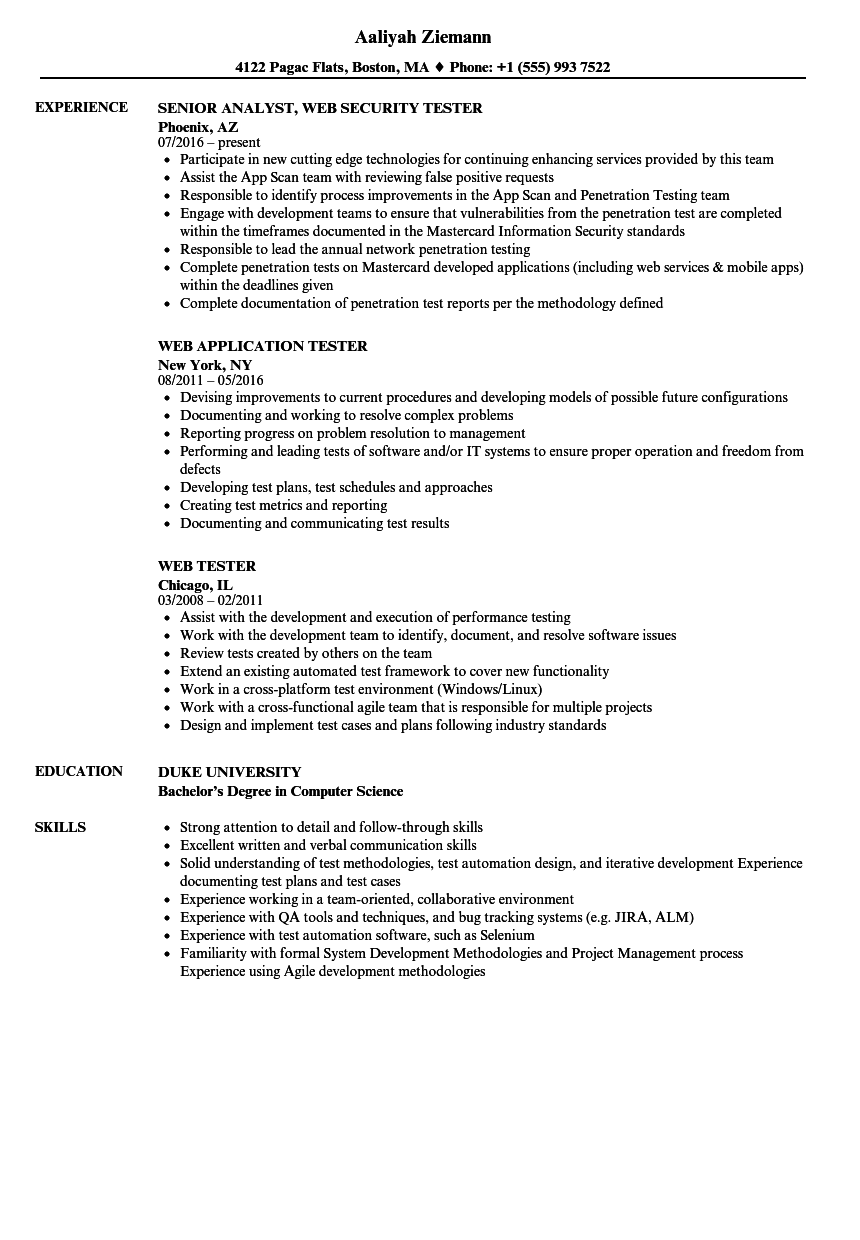 Aaliyah Ziemann
4122 Pagac Flats, Boston, MA ♦ Phone: +1 (555) 993 7522
EXPERIENCE
SENIOR ANALYST, WEB SECURITY TESTER
Phoenix, AZ
07/2016 – present
• Participate in new cutting edge technologies for continuing enhancing services provided by this team
• Assist the App Scan team with reviewing false positive requests
• Responsible to identify process improvements in the App Scan and Penetration Testing team
• Engage with development teams to ensure that vulnerabilities from the penetration test are completed
within the timeframes documented in the Mastercard Information Security standards
• Responsible to lead the annual network penetration testing
• Complete penetration tests on Mastercard developed applications (including web services & mobile apps)
within the deadlines given
• Complete documentation of penetration test reports per the methodology defined
WEB APPLICATION TESTER
New York, NY
08/2011 – 05/2016
• Devising improvements to current procedures and developing models of possible future configurations
• Documenting and working to resolve complex problems
• Reporting progress on problem resolution to management
• Performing and leading tests of software and/or IT systems to ensure proper operation and freedom from
defects
• Developing test plans, test schedules and approaches
• Creating test metrics and reporting
• Documenting and communicating test results
WEB TESTER
Chicago, IL
03/2008 – 02/2011
• Assist with the development and execution of performance testing
• Work with the development team to identify, document, and resolve software issues
• Review tests created by others on the team
• Extend an existing automated test framework to cover new functionality
• Work in a cross-platform test environment (Windows/Linux)
• Work with a cross-functional agile team that is responsible for multiple projects
• Design and implement test cases and plans following industry standards
EDUCATION
DUKE UNIVERSITY
Bachelor's Degree in Computer Science
SKILLS
• Strong attention to detail and follow-through skills
• Excellent written and verbal communication skills
• Solid understanding of test methodologies, test automation design, and iterative development Experience
documenting test plans and test cases
• Experience working in a team-oriented, collaborative environment
• Experience with QA tools and techniques, and bug tracking systems (e.g. JIRA, ALM)
• Experience with test automation software, such as Selenium
• Familiarity with formal System Development Methodologies and Project Management process
Experience using Agile development methodologies